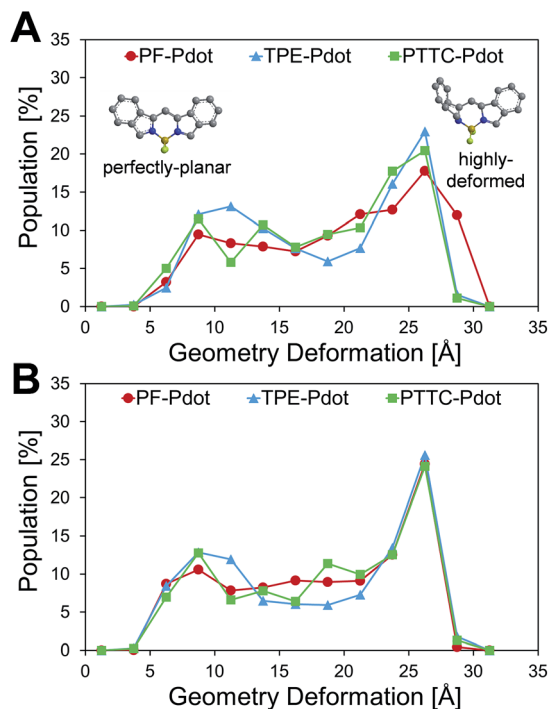 A
PF-Pdot TPE-Pdot PTTC-Pdot
perfectly-planar
highly-
deformed
Population [%]
35
30
25
20
15
10
5
0
0 5 10 15 20 25 30 35
Geometry Deformation [Å]
B
PF-Pdot TPE-Pdot PTTC-Pdot
Population [%]
35
30
25
20
15
10
5
0
0 5 10 15 20 25 30 35
Geometry Deformation [Å]